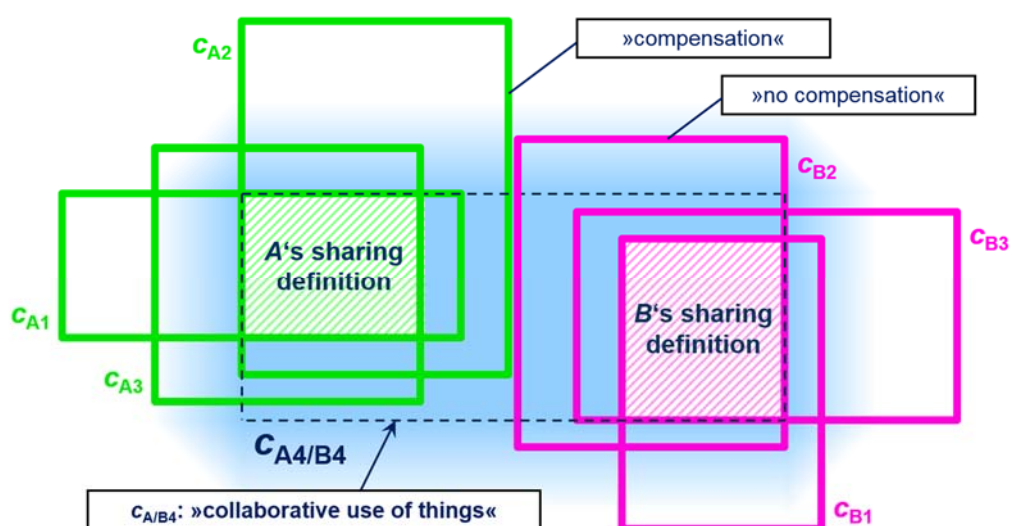 cA2
»compensation«
»no compensation«
cB2
A‘s sharing
definition
cB3
cA1
B‘s sharing
definition
cA3
cA4/B4
cA/B4: »collaborative use of things«
cB1